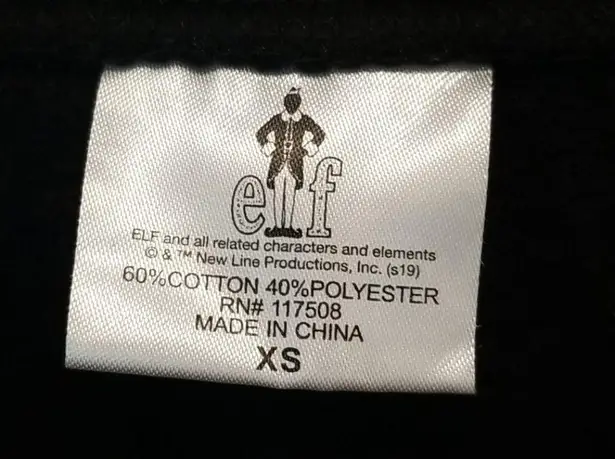 elf
ELF and all related characters and elements
© & ™ New Line Productions, Inc. (s19)
60%COTTON 40%POLYESTER
RN# 117508
MADE IN CHINA
XS